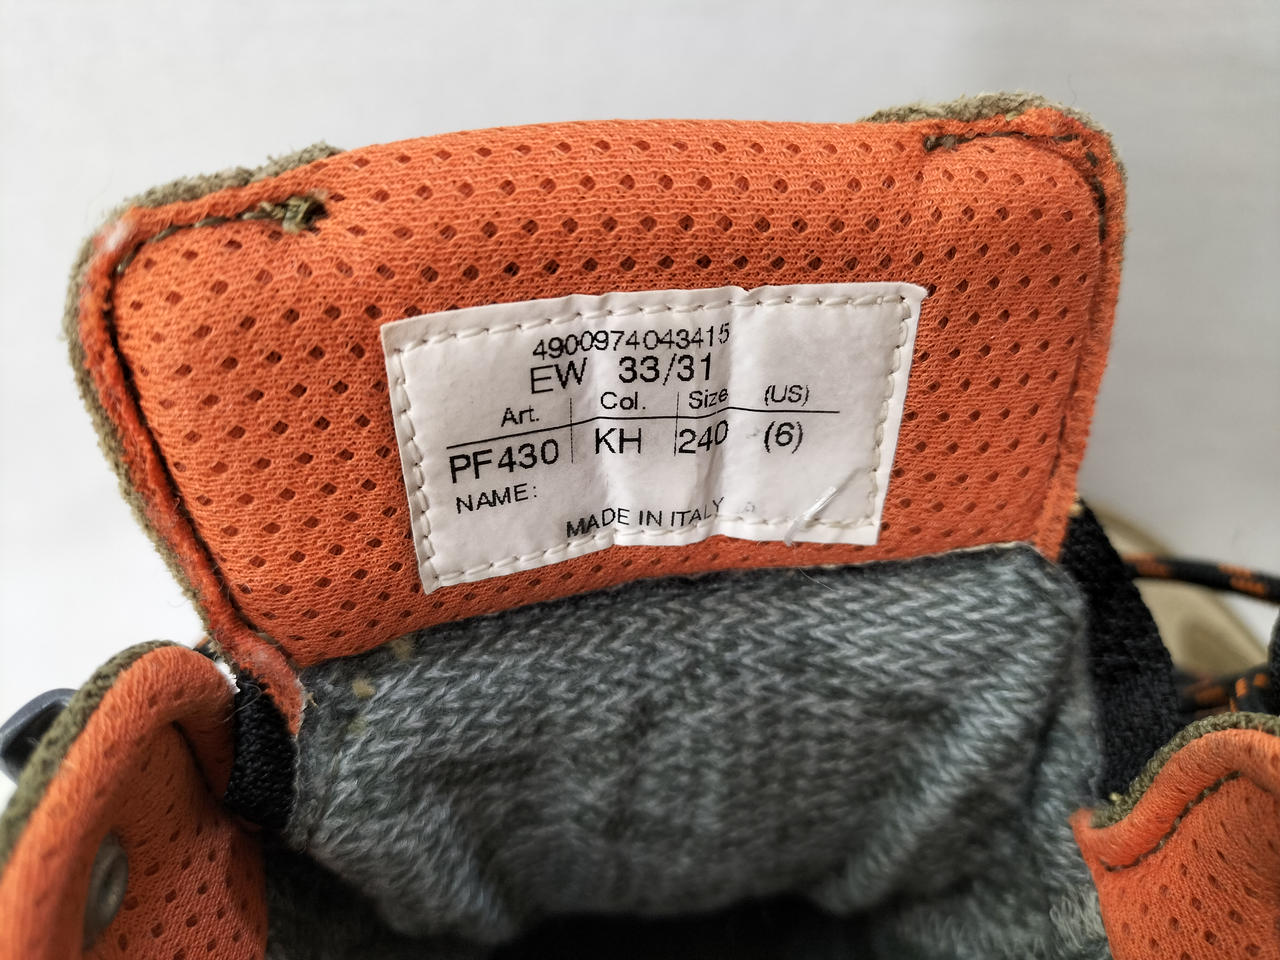 4900974043415
EW 33/31
Art. Col. Size (US)
PF430 KH 240 (6)
NAME:
MADE IN ITALY